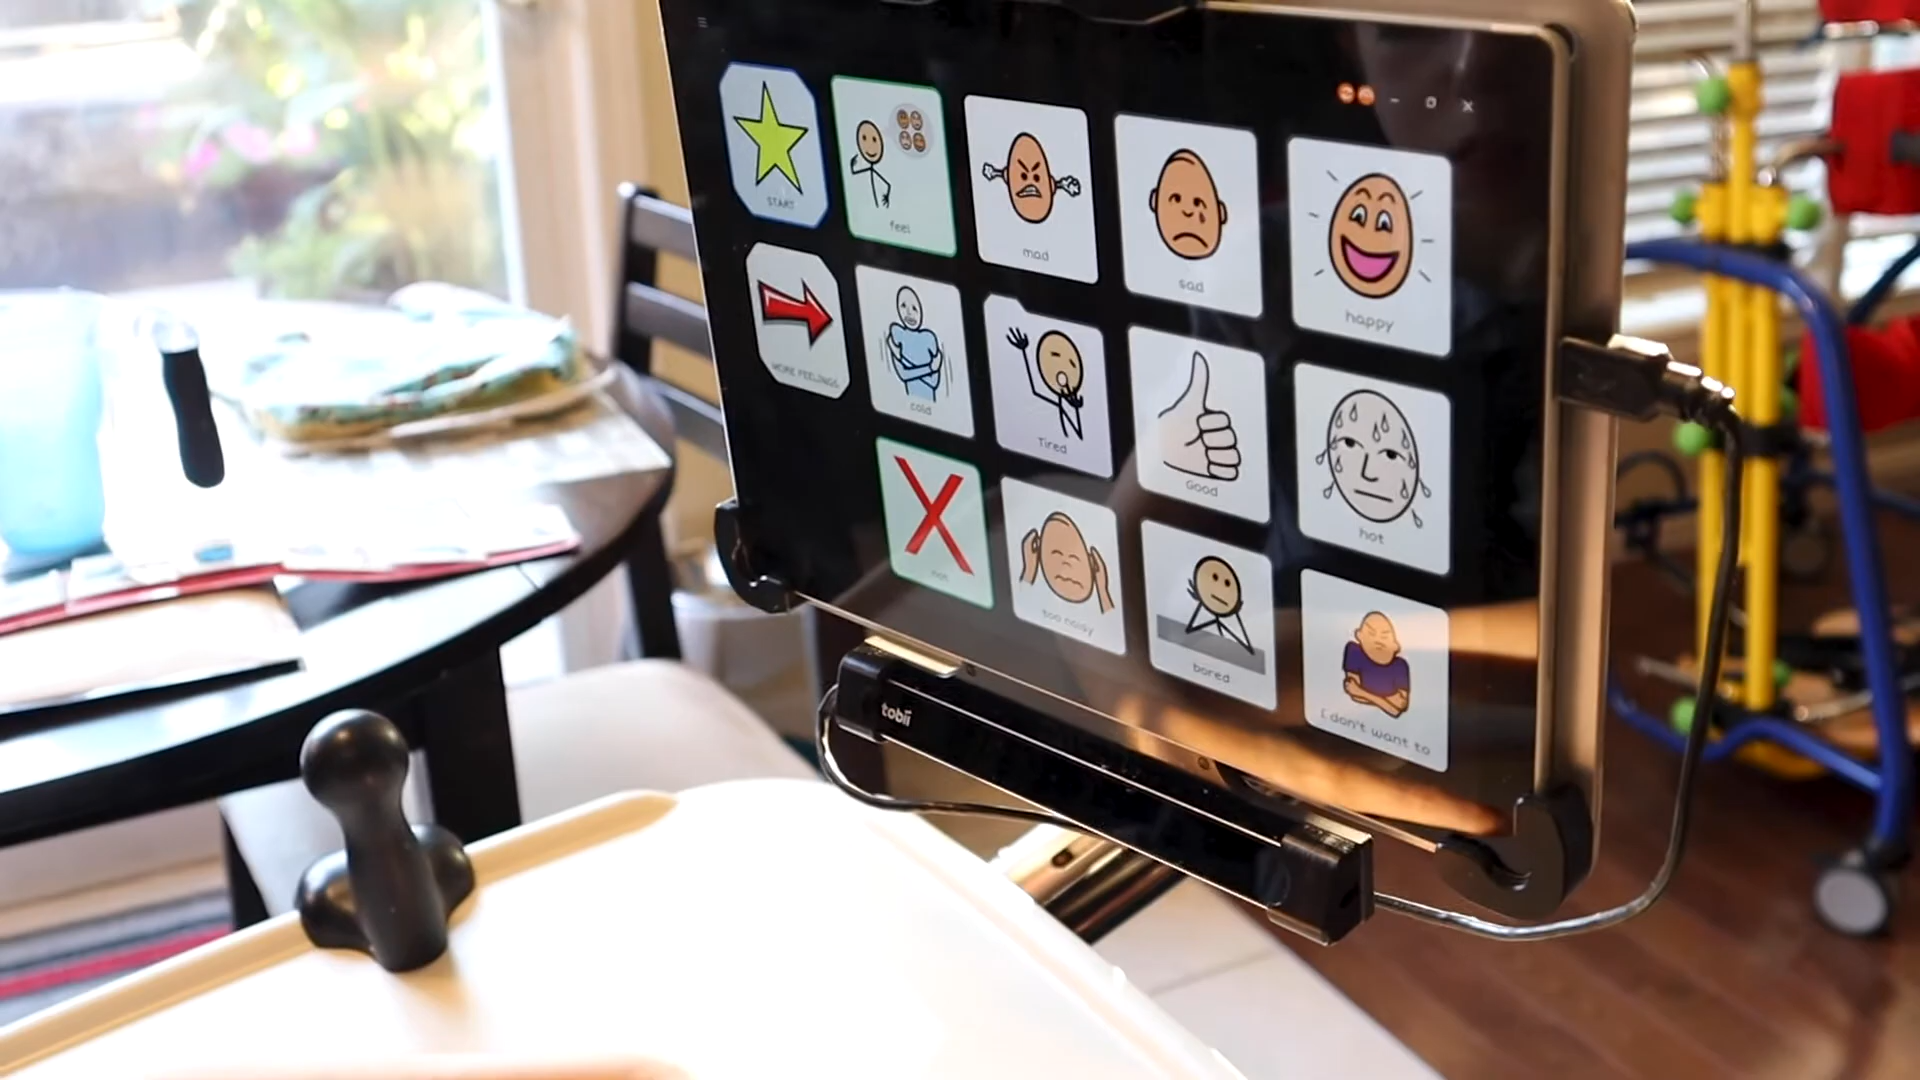 START
feel
mad
sad
happy
MORE FEELINGS
cold
Tired
Good
hot
not
too noisy
bored
I don't want to
tobii